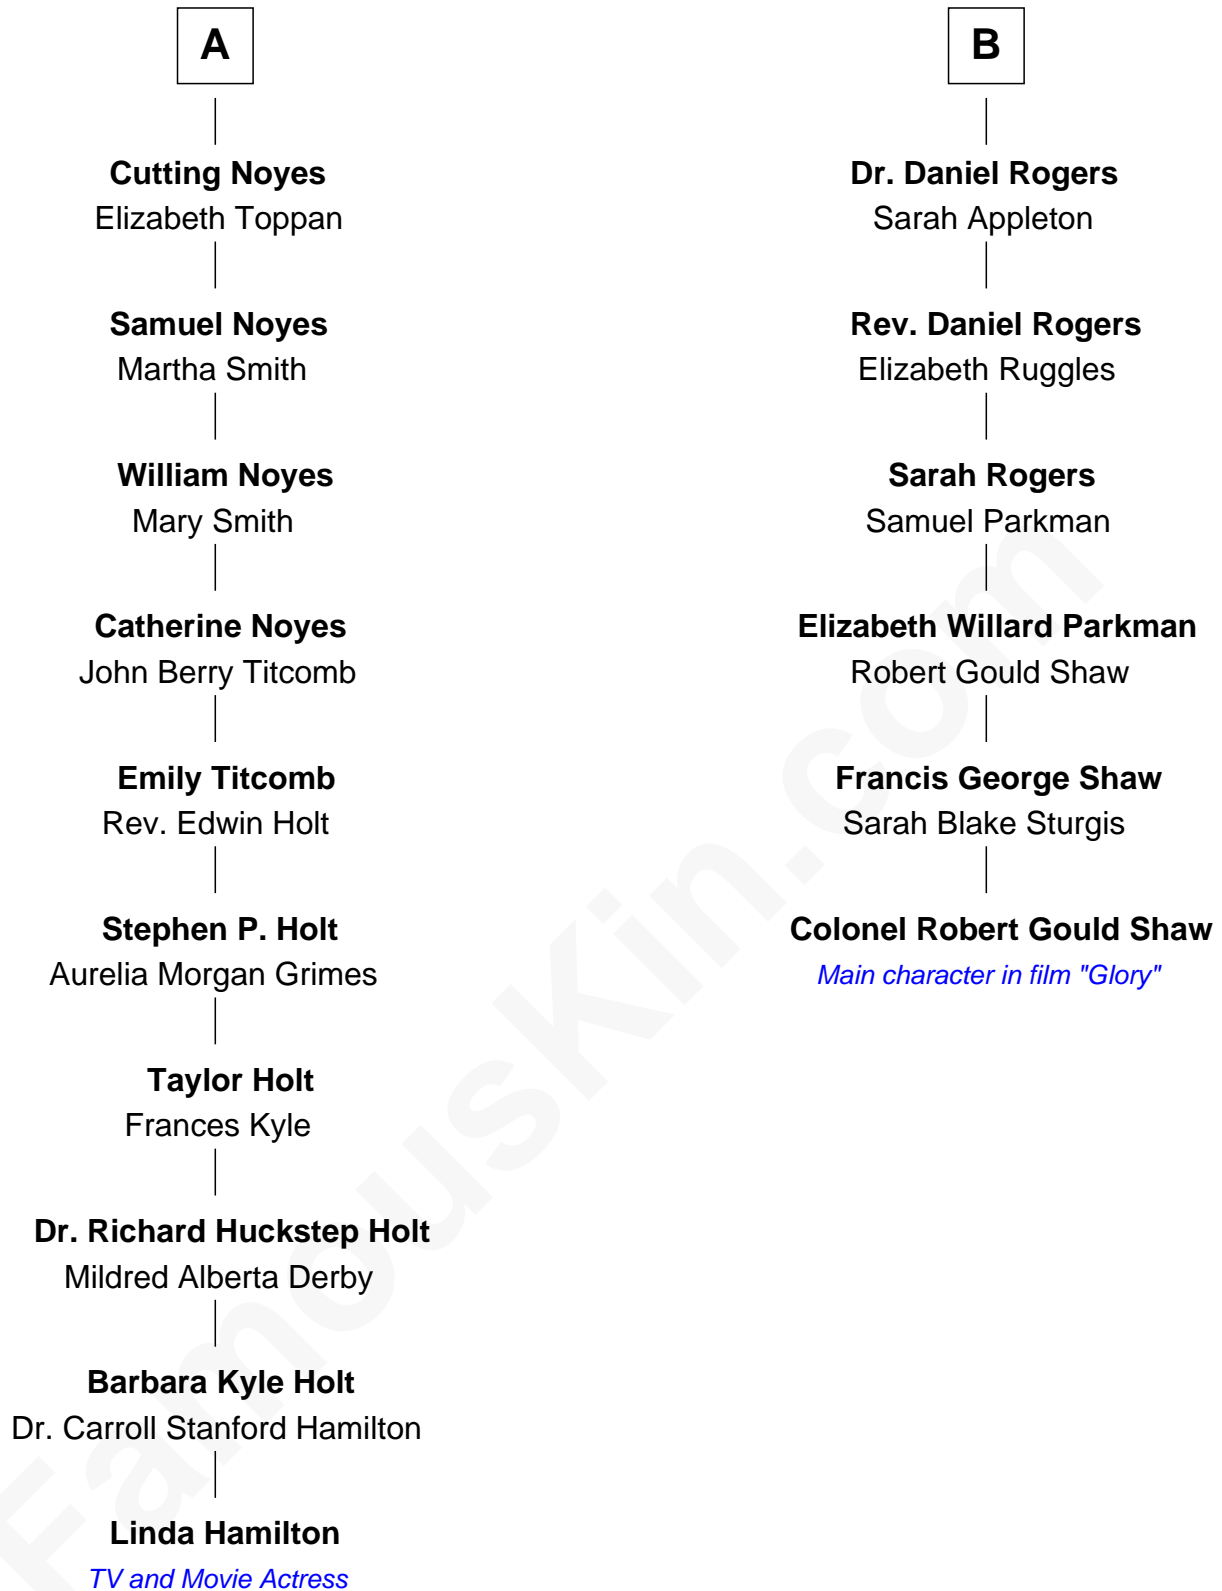 A
Cutting Noyes
Elizabeth Toppan
Samuel Noyes
Martha Smith
William Noyes
Mary Smith
Catherine Noyes
John Berry Titcomb
Emily Titcomb
Rev. Edwin Holt
Stephen P. Holt
Aurelia Morgan Grimes
Taylor Holt
Frances Kyle
Dr. Richard Huckstep Holt
Mildred Alberta Derby
Barbara Kyle Holt
Dr. Carroll Stanford Hamilton
Linda Hamilton
TV and Movie Actress
B
Dr. Daniel Rogers
Sarah Appleton
Rev. Daniel Rogers
Elizabeth Ruggles
Sarah Rogers
Samuel Parkman
Elizabeth Willard Parkman
Robert Gould Shaw
Francis George Shaw
Sarah Blake Sturgis
Colonel Robert Gould Shaw
Main character in film "Glory"
FamousKin.com